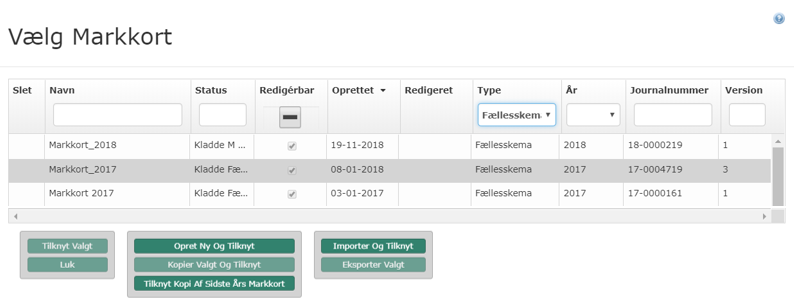 Vælg Markkort
Slet Navn Status Redigérbar Oprettet Redigeret Type År Journalnummer Version
Fællesskema
Markkort_2018 Kladde M ... 19-11-2018 Fællesskema 2018 18-0000219 1
Markkort_2017 Kladde Fæ... 08-01-2018 Fællesskema 2017 17-0004719 3
Markkort 2017 Kladde Fæ... 03-01-2017 Fællesskema 2017 17-0000161 1
Tilknyt Valgt Opret Ny Og Tilknyt Importer Og Tilknyt
Luk Kopier Valgt Og Tilknyt Eksporter Valgt
Tilknyt Kopi Af Sidste Års Markkort